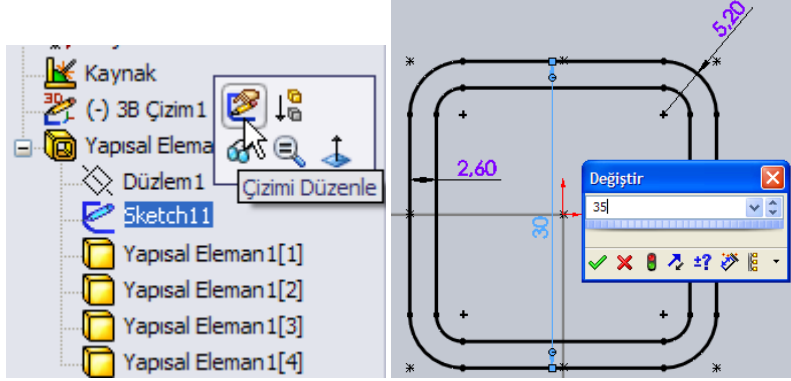 Kaynak
3D
(-) 3B Çizim1
Yapısal Elema
Çizimi Düzenle
Düzlem1
Sketch11
Yapısal Eleman1[1]
Yapısal Eleman1[2]
Yapısal Eleman1[3]
Yapısal Eleman1[4]
5,20
2,60
30
Değiştir
35
±?